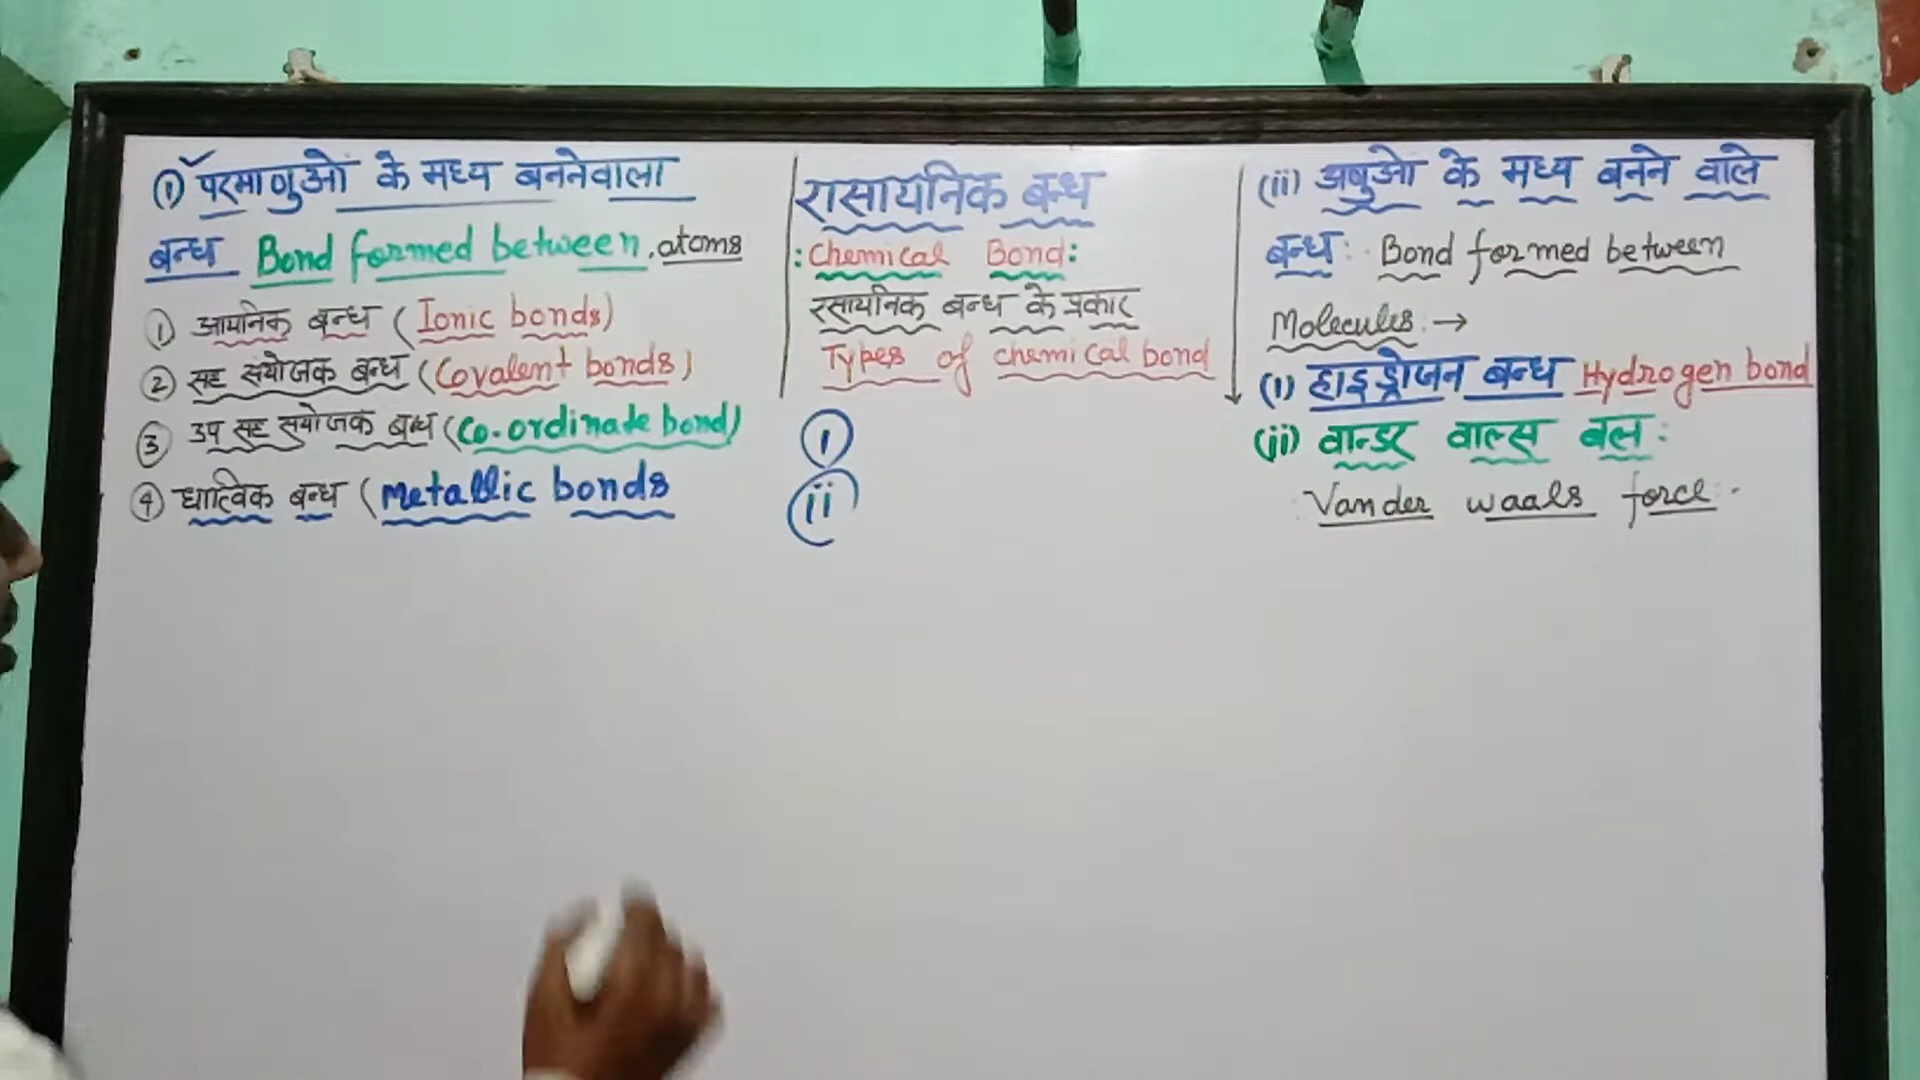 (1) परमाणुओं के मध्य बननेवाला
बन्ध Bond formed between. atoms
① आयनिक बन्ध (Ionic bonds)
② सह संयोजक बन्ध (Covalent bonds)
③ उप सह संयोजक बन्ध (Co-ordinate bond)
④ धात्विक बन्ध (Metallic bonds
रासायनिक बन्ध
:Chemical Bond:
रसायनिक बन्ध के प्रकार
Types of chemical bond
①
ii
(ii) अणुओ के मध्य बनने वाले
बन्ध: Bond formed between
Molecules: →
(i) हाइड्रोजन बन्ध Hydrogen bond
(ii) वान्डर वाल्स बल:
Vander waals force.